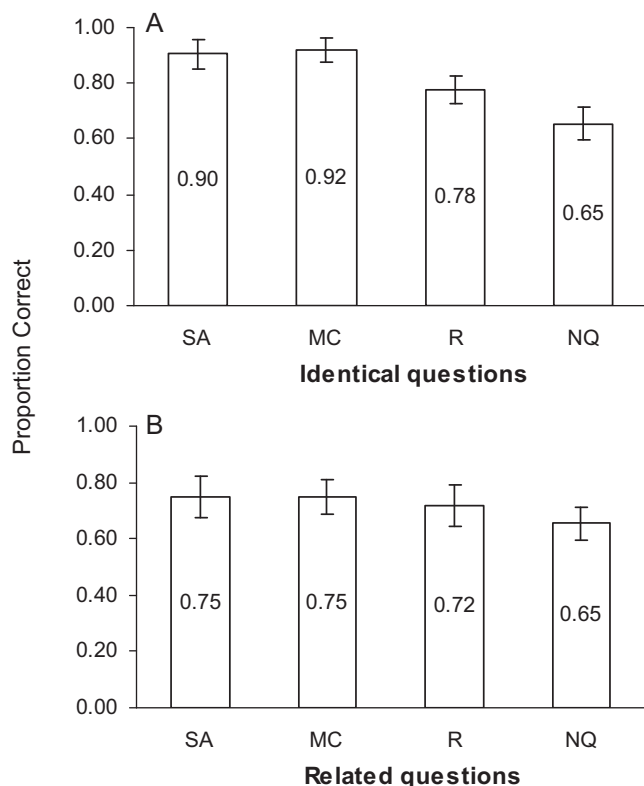 Proportion Correct
A
1.00
0.80
0.60
0.40
0.20
0.00
0.90
0.92
0.78
0.65
SA MC R NQ
Identical questions
B
1.00
0.80
0.60
0.40
0.20
0.00
0.75
0.75
0.72
0.65
SA MC R NQ
Related questions